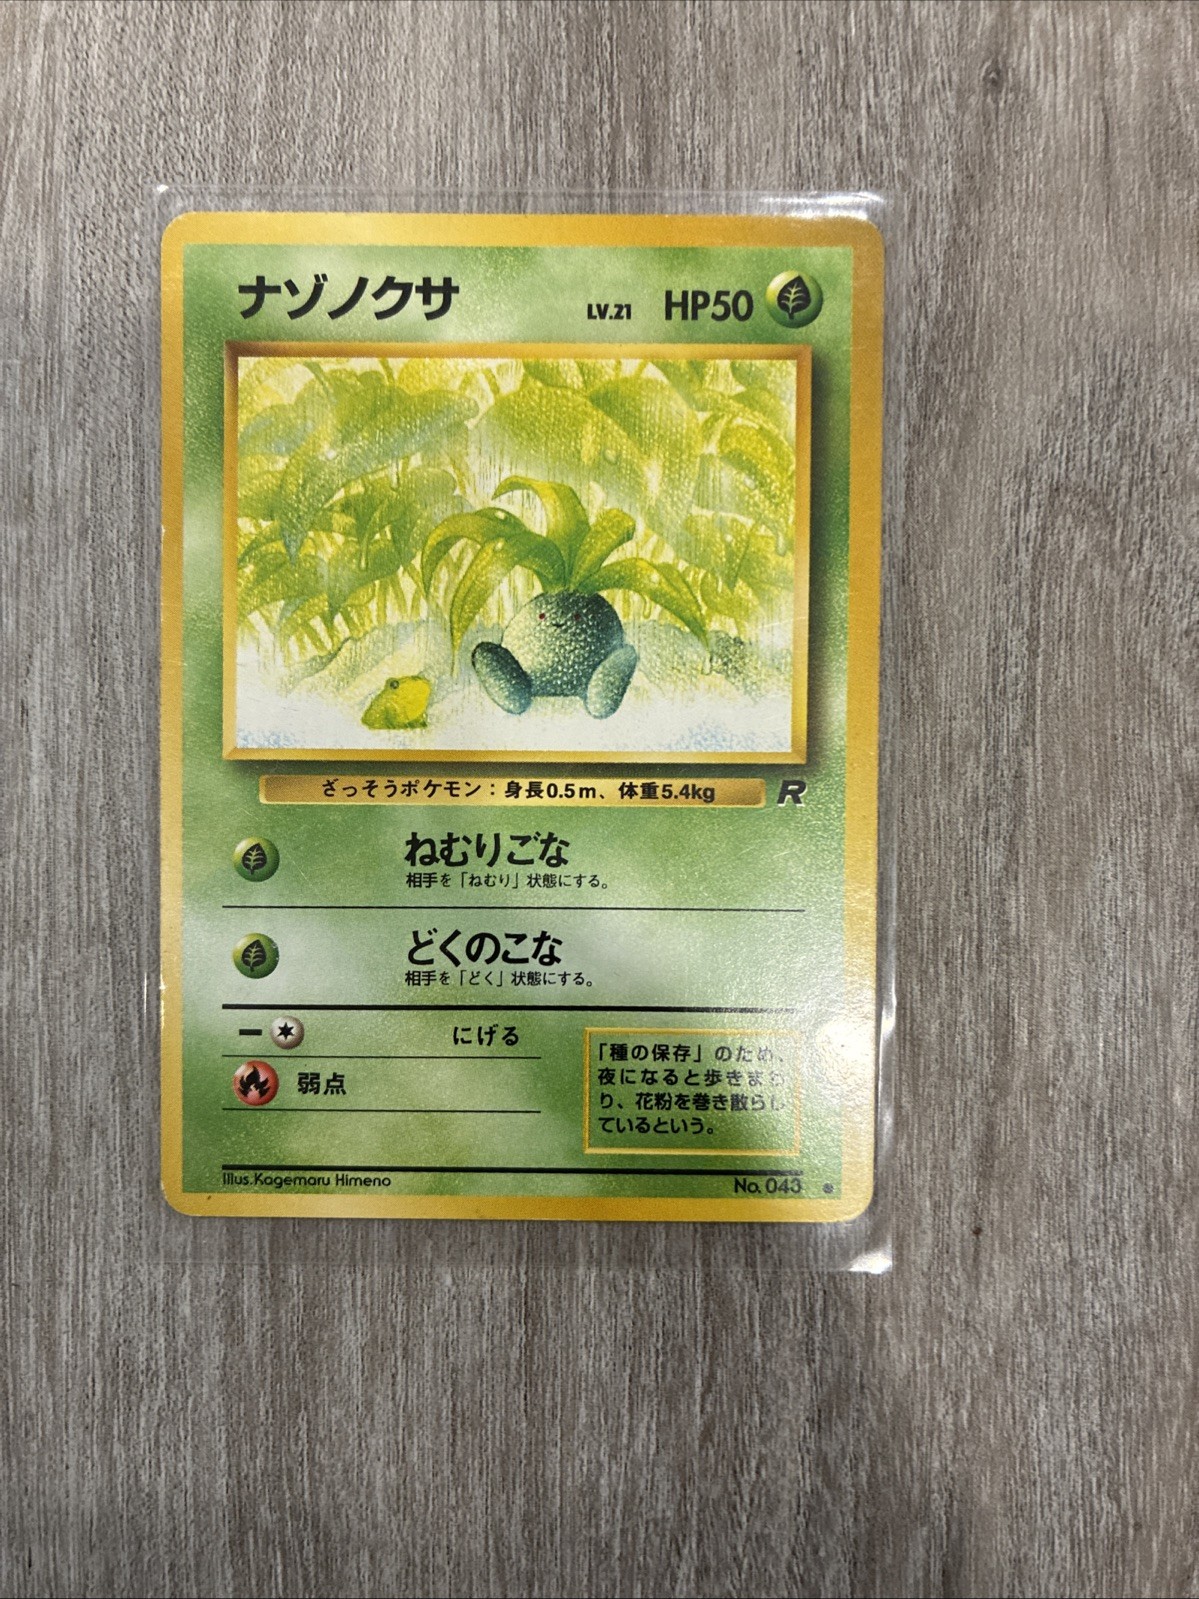 ナゾノクサ LV.21 HP50
ざっそうポケモン：身長0.5m、体重5.4kg R
ねむりごな
相手を「ねむり」状態にする。
どくのこな
相手を「どく」状態にする。
ー にげる
弱点
「種の保存」のため、
夜になると歩きまわ
り、花粉を巻き散らし
ているという。
Illus.Kagemaru Himeno
No.043